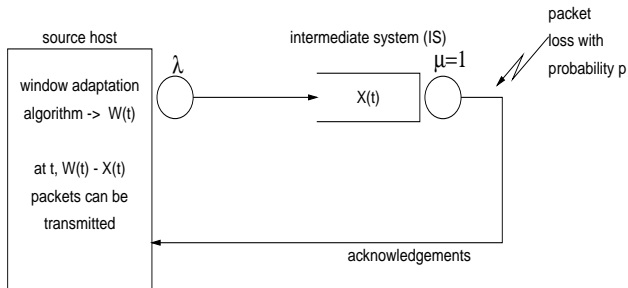 source host
window adaptation
algorithm -> W(t)
at t, W(t) - X(t)
packets can be
transmitted
λ
intermediate system (IS)
X(t)
μ=1
packet
loss with
probability p
acknowledgements